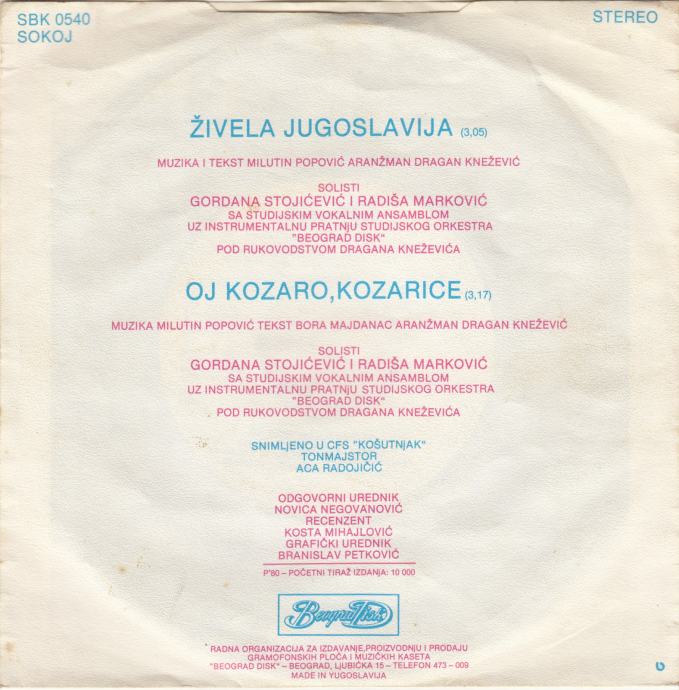 SBK 0540
SOKOJ
STEREO
ŽIVELA JUGOSLAVIJA (3,05)
MUZIKA I TEKST MILUTIN POPOVIĆ ARANŽMAN DRAGAN KNEŽEVIĆ
SOLISTI
GORDANA STOJIĆEVIĆ I RADIŠA MARKOVIĆ
SA STUDIJSKIM VOKALNIM ANSAMBLOM
UZ INSTRUMENTALNU PRATNjU STUDIJSKOG ORKESTRA
"BEOGRAD DISK“
POD RUKOVODSTVOM DRAGANA KNEŽEVIĆA
OJ KOZARO,KOZARICE (3,17)
MUZIKA MILUTIN POPOVIĆ TEKST BORA MAJDANAC ARANŽMAN DRAGAN KNEŽEVIĆ
SOLISTI
GORDANA STOJIĆEVIĆ I RADIŠA MARKOVIĆ
SA STUDIJSKIM VOKALNIM ANSAMBLOM
UZ INSTRUMENTALNU PRATNjU STUDIJSKOG ORKESTRA
"BEOGRAD DISK“
POD RUKOVODSTVOM DRAGANA KNEŽEVIĆA
SNIMLjENO U CFS "KOŠUTNjAK“
TONMAJSTOR
ACA RADOJIČIĆ
ODGOVORNI UREDNIK
NOVICA NEGOVANOVIĆ
RECENZENT
KOSTA MIHAJLOVIĆ
GRAFIČKI UREDNIK
BRANISLAV PETKOVIĆ
P'80 – POČETNI TIRAŽ IZDANjA: 10 000
Beograd Disk
RADNA ORGANIZACIJA ZA IZDAVANjE,PROIZVODNjU I PRODAJU
GRAMOFONSKIH PLOČA I MUZIČKIH KASETA
"BEOGRAD DISK“ – BEOGRAD, LJUBIĆKA 15 – TELEFON 473 – 009
MADE IN YUGOSLAVIJA